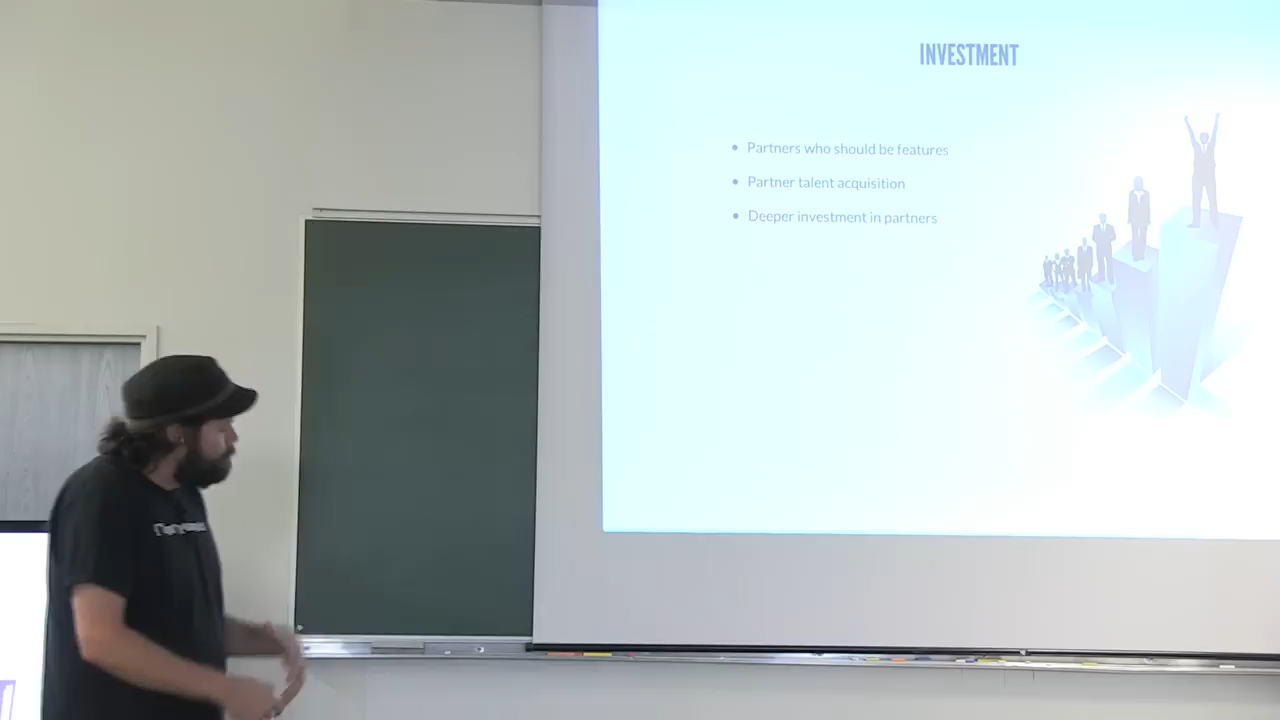 INVESTMENT
Partners who should be features
Partner talent acquisition
Deeper investment in partners